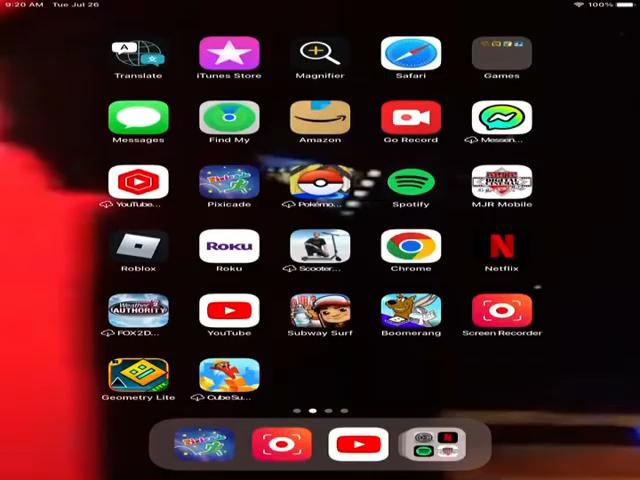 9:20 AM Tue Jul 26 100%
Translate iTunes Store Magnifier Safari Games
Messages Find My Amazon Go Record Messen...
YouTube... Pixicade Pokémo... Spotify MJR Mobile
Roku
Roblox Roku Scooter... Chrome Netflix
FOX2D... YouTube Subway Surf Boomerang Screen Recorder
Geometry Lite CubeSu...